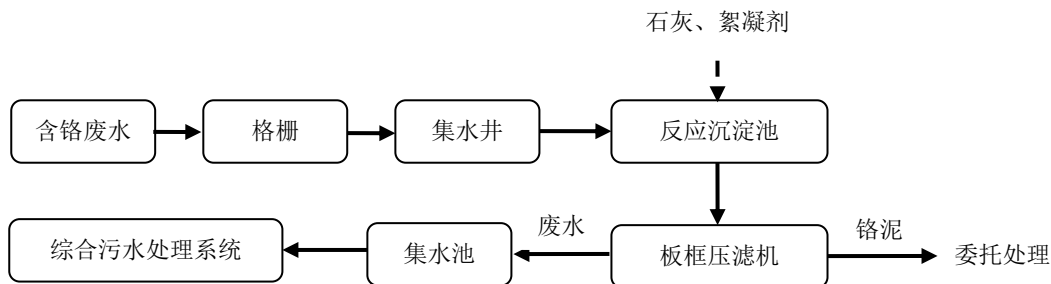 石灰、絮凝剂
含铬废水
格栅
集水井
反应沉淀池
综合污水处理系统
集水池
废水
板框压滤机
铬泥
委托处理